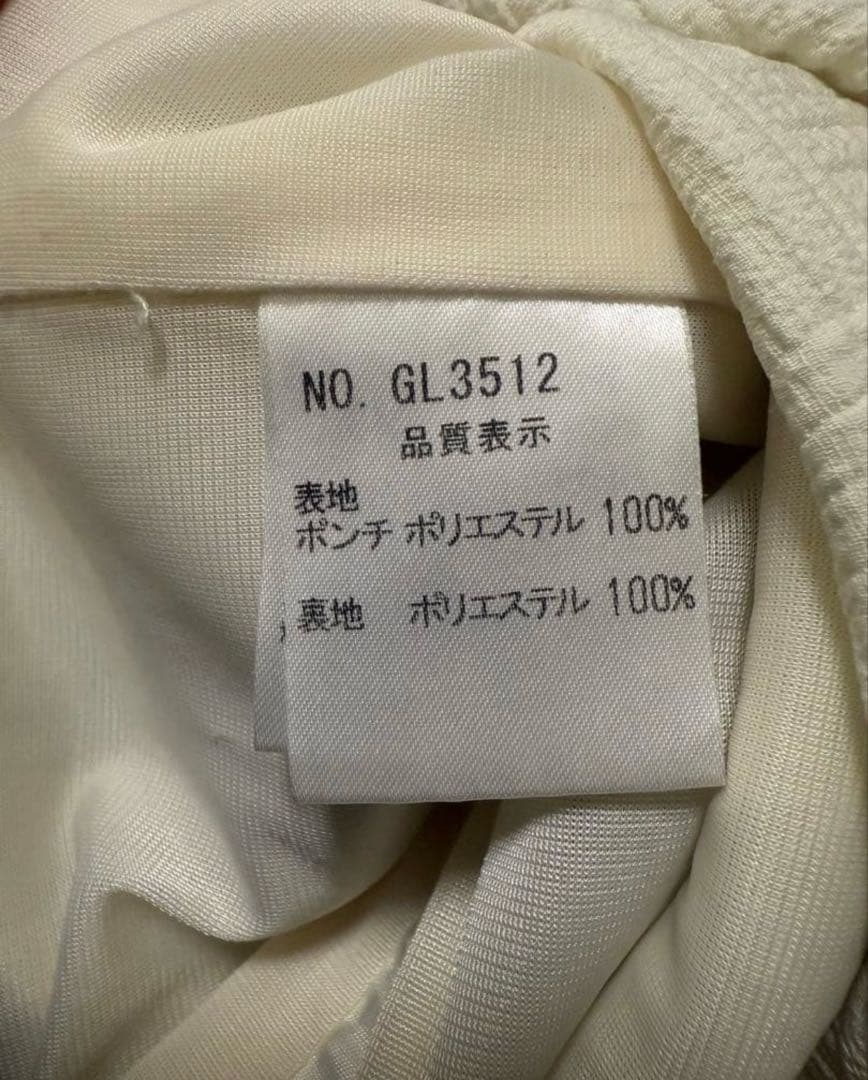 NO. GL3512
品質表示
表地
ポンチ ポリエステル 100%
裏地 ポリエステル 100%